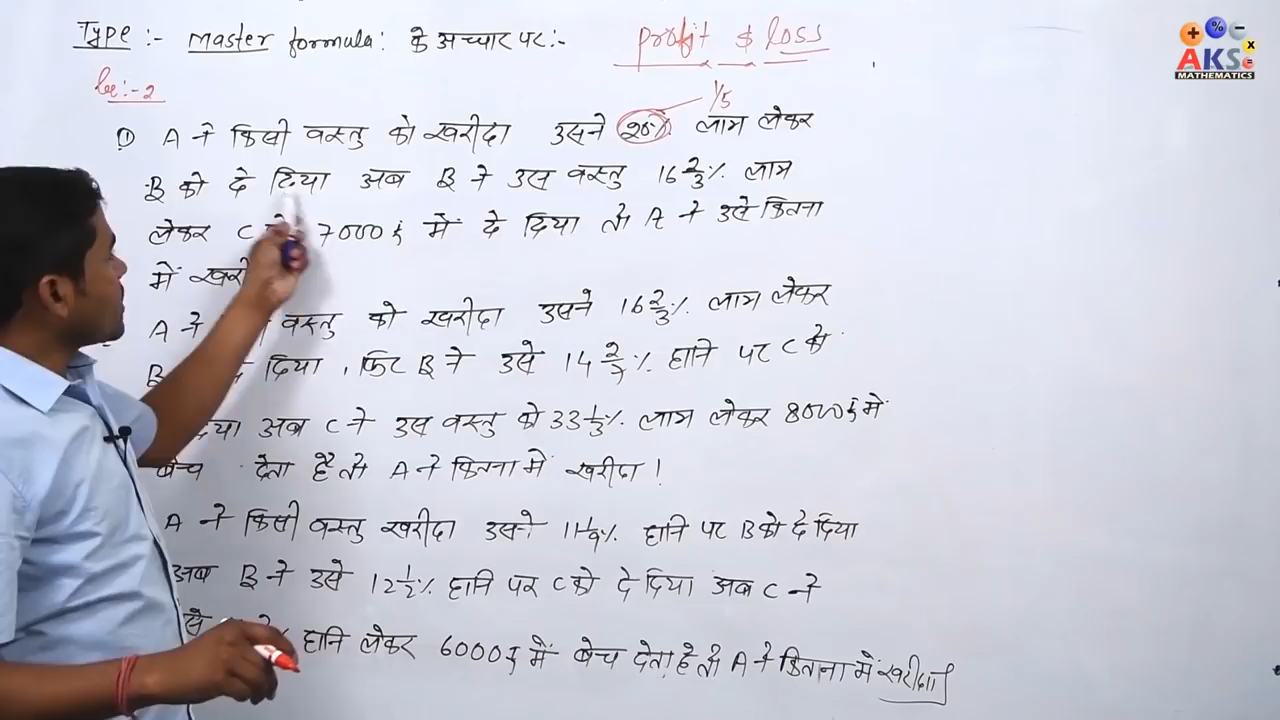 Type :- Master formula: के अच्चार पर:- profit & loss
le:-2
1/5
Q1 A ने किसी वस्तु को खरीदा उसने 20% लाभ लेकर
B को दे दिया अब B ने उस वस्तु 16 2/3% लाभ
लेकर C 7000₹ में दे दिया तो A ने उसे कितना
में
A ने वस्तु को खरीदा उसने 16 2/3% लाभ लेकर
B दिया, फिर B ने उसे 14 2/7% हानि पर C को
अब C ने उस वस्तु को 33 1/3% लाभ लेकर 8000₹ में
बेच देता है तो A ने कितना में खरीदा!
A ने किसी वस्तु खरीदा उसने 11 1/9% हानि पर B को दे दिया
अब B ने उसे 12 1/2% हानि पर C को दे दिया अब C ने
% हानि लेकर 6000₹ में बेच देता है तो A ने कितना में खरीदा
AKS
MATHEMATICS